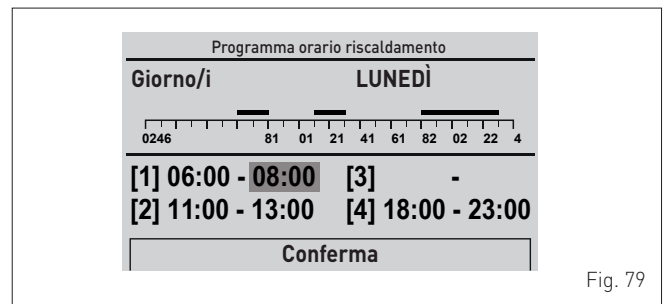 Programma orario riscaldamento
Giorno/i LUNEDÌ
0246 81 01 21 41 61 82 02 22 4
[1] 06:00 - 08:00 [3] -
[2] 11:00 - 13:00 [4] 18:00 - 23:00
Conferma
Fig. 79